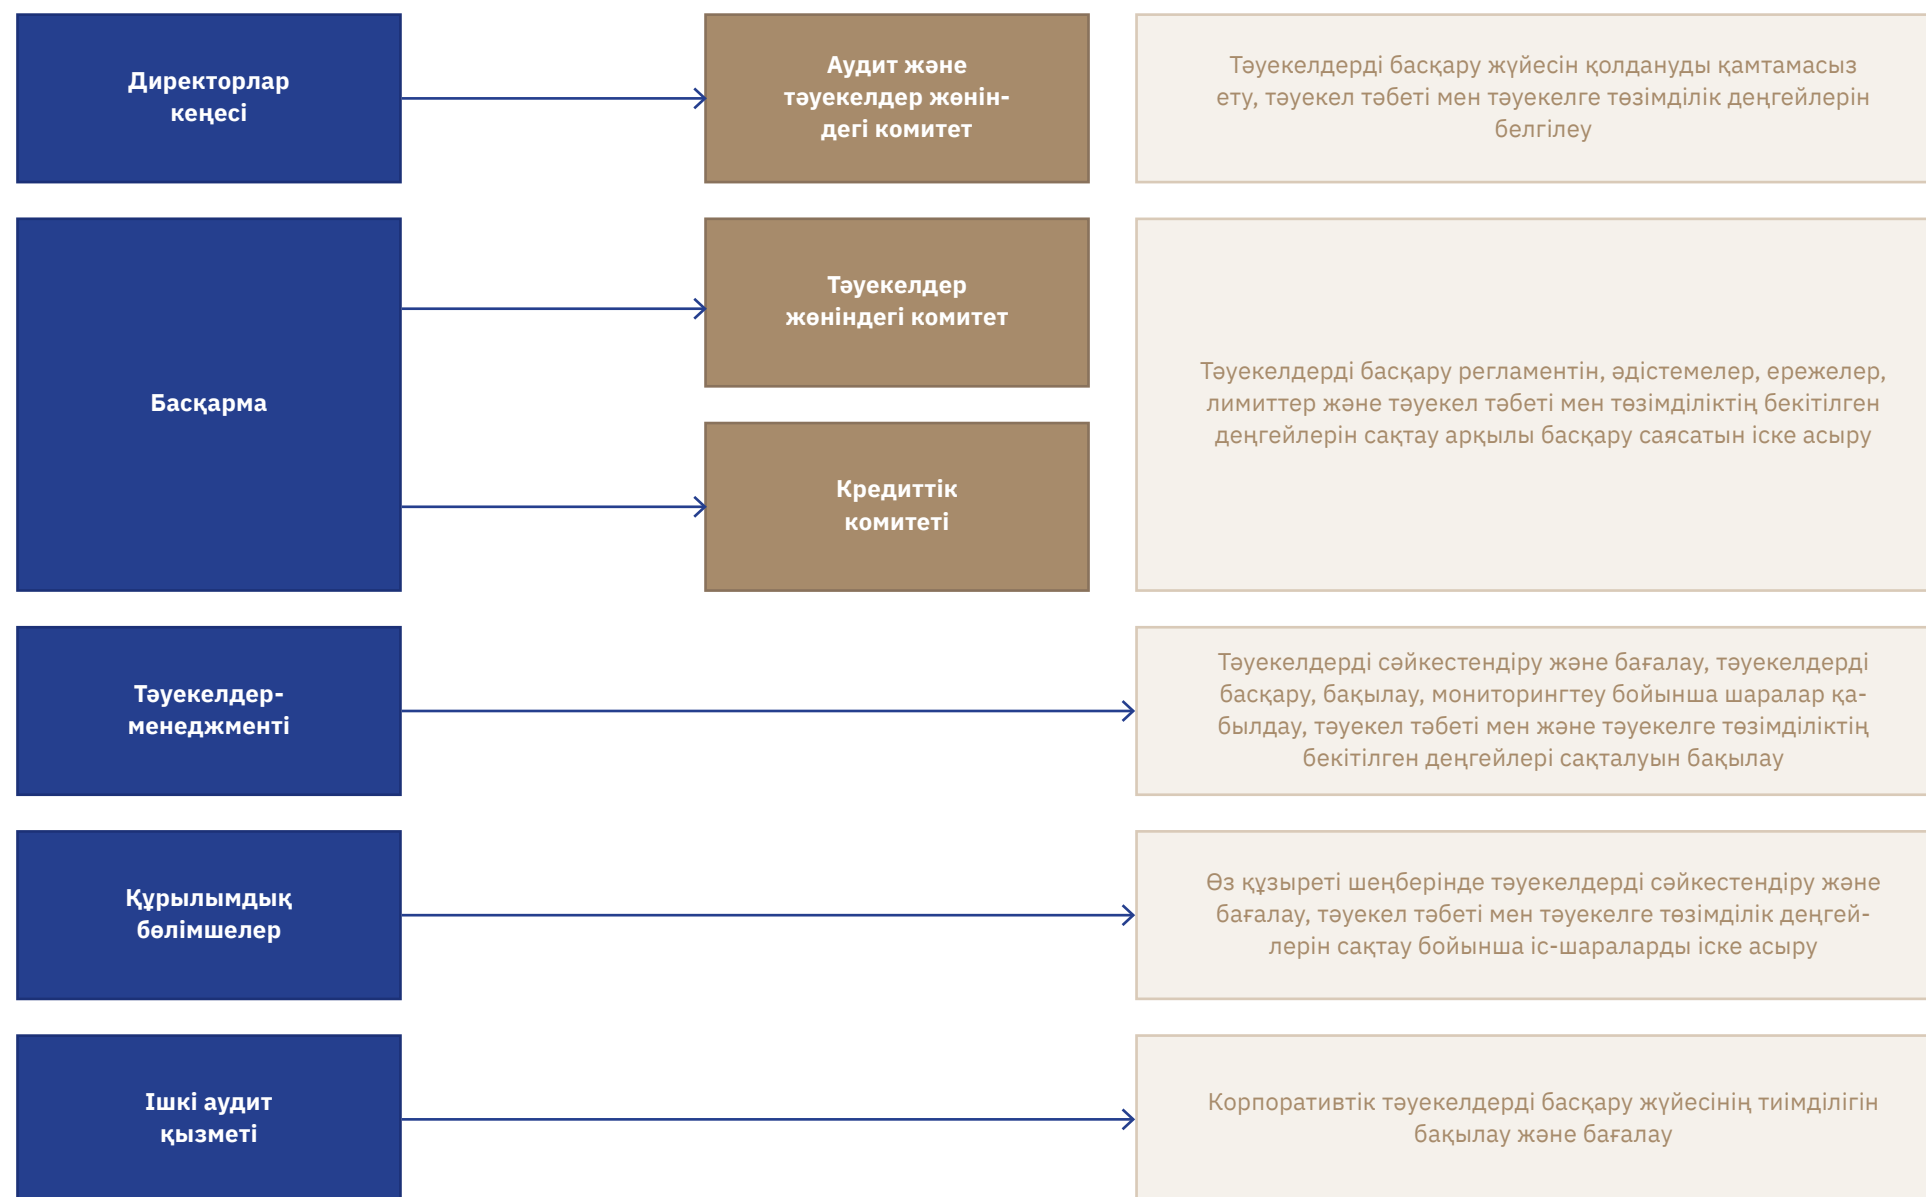 Директорлар
кеңесі
Аудит және
тәуекелдер жөнін-
дегі комитет
Тәуекелдерді басқару жүйесін қолдануды қамтамасыз
ету, тәуекел тәбеті мен тәуекелге төзімділік деңгейлерін
белгілеу
Басқарма
Тәуекелдер
жөніндегі комитет
Кредиттік
комитеті
Тәуекелдерді басқару регламентін, әдістемелер, ережелер,
лимиттер және тәуекел тәбеті мен төзімділіктің бекітілген
деңгейлерін сақтау арқылы басқару саясатын іске асыру
Тәуекелдер-
менеджменті
Тәуекелдерді сәйкестендіру және бағалау, тәуекелдерді
басқару, бақылау, мониторингтеу бойынша шаралар қа-
былдау, тәуекел тәбеті мен және тәуекелге төзімділіктің
бекітілген деңгейлері сақталуын бақылау
Құрылымдық
бөлімшелер
Өз құзыреті шеңберінде тәуекелдерді сәйкестендіру және
бағалау, тәуекел тәбеті мен тәуекелге төзімділік деңгей-
лерін сақтау бойынша іс-шараларды іске асыру
Ішкі аудит
қызметі
Корпоративтік тәуекелдерді басқару жүйесінің тиімділігін
бақылау және бағалау